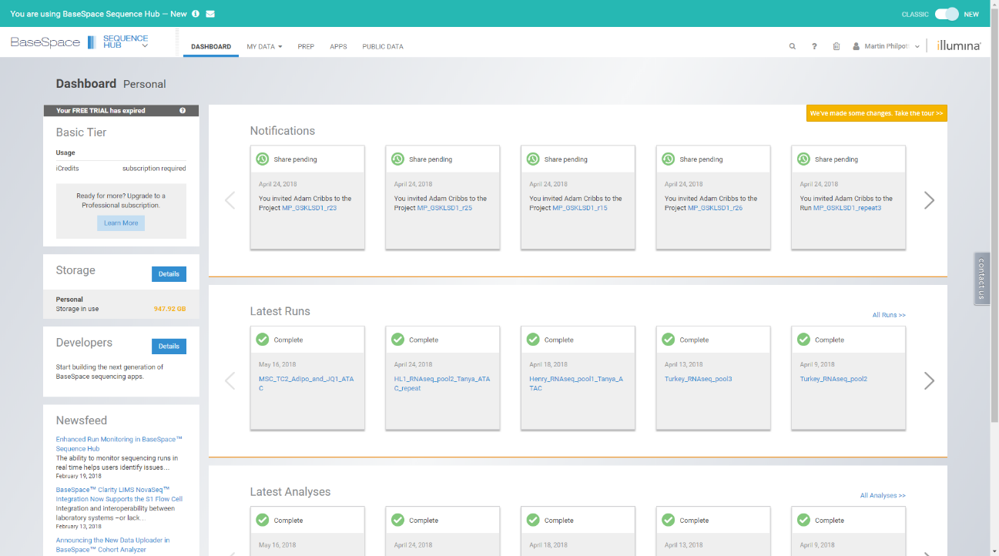 You are using BaseSpace Sequence Hub — New
CLASSIC
NEW
BaseSpace
SEQUENCE
HUB
DASHBOARD
MY DATA
PREP
APPS
PUBLIC DATA
?
Martin Philpott
illumina
Dashboard Personal
Your FREE TRIAL has expired
?
Basic Tier
Usage
iCredits subscription required
Ready for more? Upgrade to a
Professional subscription.
Learn More
Storage
Details
Personal
Storage in use 947.92 GB
Developers
Details
Start building the next generation of
BaseSpace sequencing apps.
Newsfeed
Enhanced Run Monitoring in BaseSpace™
Sequence Hub
The ability to monitor sequencing runs in
real time helps users identify issues…
February 19, 2018
BaseSpace™ Clarity LIMS NovaSeq™
Integration Now Supports the S1 Flow Cell
Integration and interoperability between
laboratory systems –or lack…
February 13, 2018
Announcing the New Data Uploader in
BaseSpace™ Cohort Analyzer
We've made some changes. Take the tour >>
Notifications
Share pending
April 24, 2018
You invited Adam Cribbs to the
Project MP_GSKLSD1_r23
Share pending
April 24, 2018
You invited Adam Cribbs to the
Project MP_GSKLSD1_r25
Share pending
April 24, 2018
You invited Adam Cribbs to the
Project MP_GSKLSD1_r15
Share pending
April 24, 2018
You invited Adam Cribbs to the
Project MP_GSKLSD1_r26
Share pending
April 24, 2018
You invited Adam Cribbs to the
Run MP_GSKLSD1_repeat3
contact us
Latest Runs
All Runs >>
Complete
May 16, 2018
MSC_TC2_Adipo_and_JQ1_ATA
C
Complete
April 24, 2018
HL1_RNAseq_pool2_Tanya_ATA
C_repeat
Complete
April 18, 2018
Henry_RNAseq_pool1_Tanya_A
TAC
Complete
April 13, 2018
Turkey_RNAseq_pool3
Complete
April 9, 2018
Turkey_RNAseq_pool2
Latest Analyses
All Analyses >>
Complete
May 16, 2018
Complete
April 24, 2018
Complete
April 18, 2018
Complete
April 13, 2018
Complete
April 9, 2018